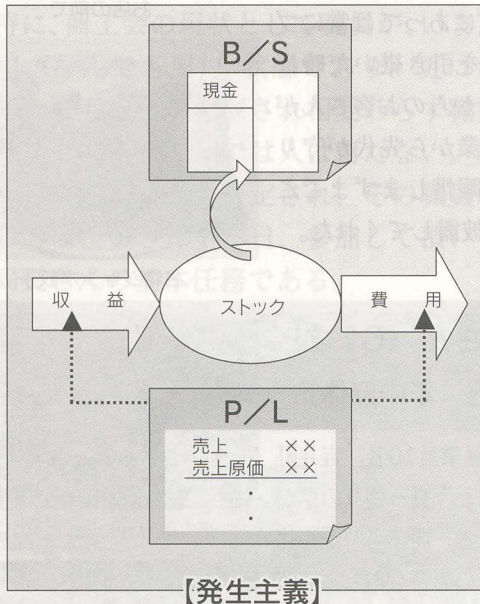 B／S
現金
収　益
ストック
費　用
P／L
売上　××
売上原価　××
・
・
【発生主義】